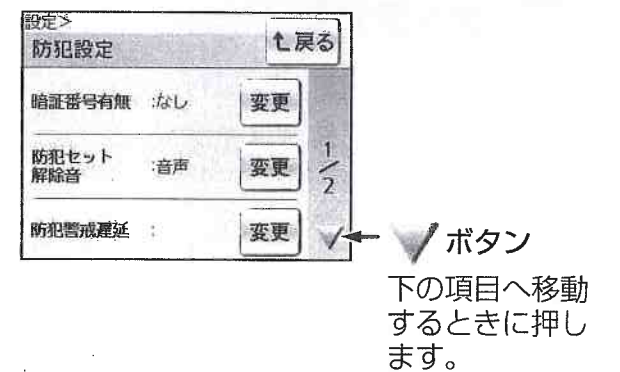 設定>
防犯設定
戻る
暗証番号有無 :なし 変更
防犯セット
解除音 :音声 変更
1/2
防犯警戒遅延 : 変更
ボタン
下の項目へ移動
するときに押し
ます。